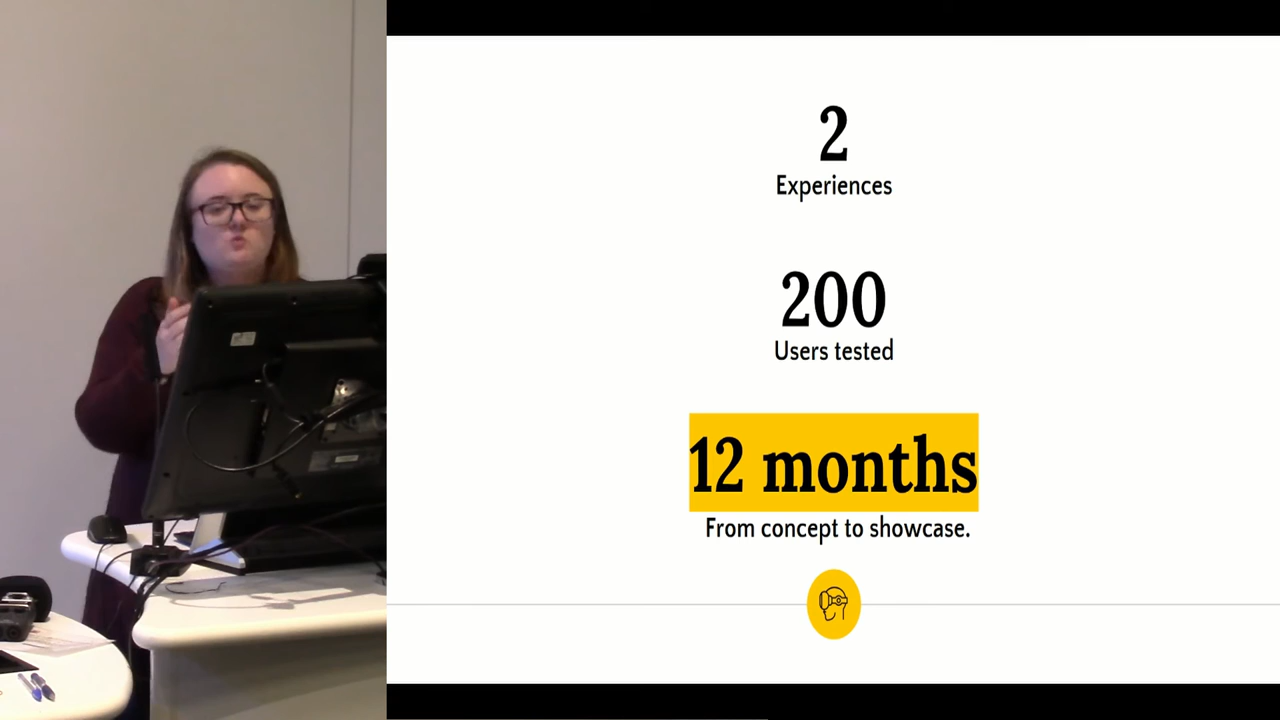 2
Experiences
200
Users tested
12 months
From concept to showcase.